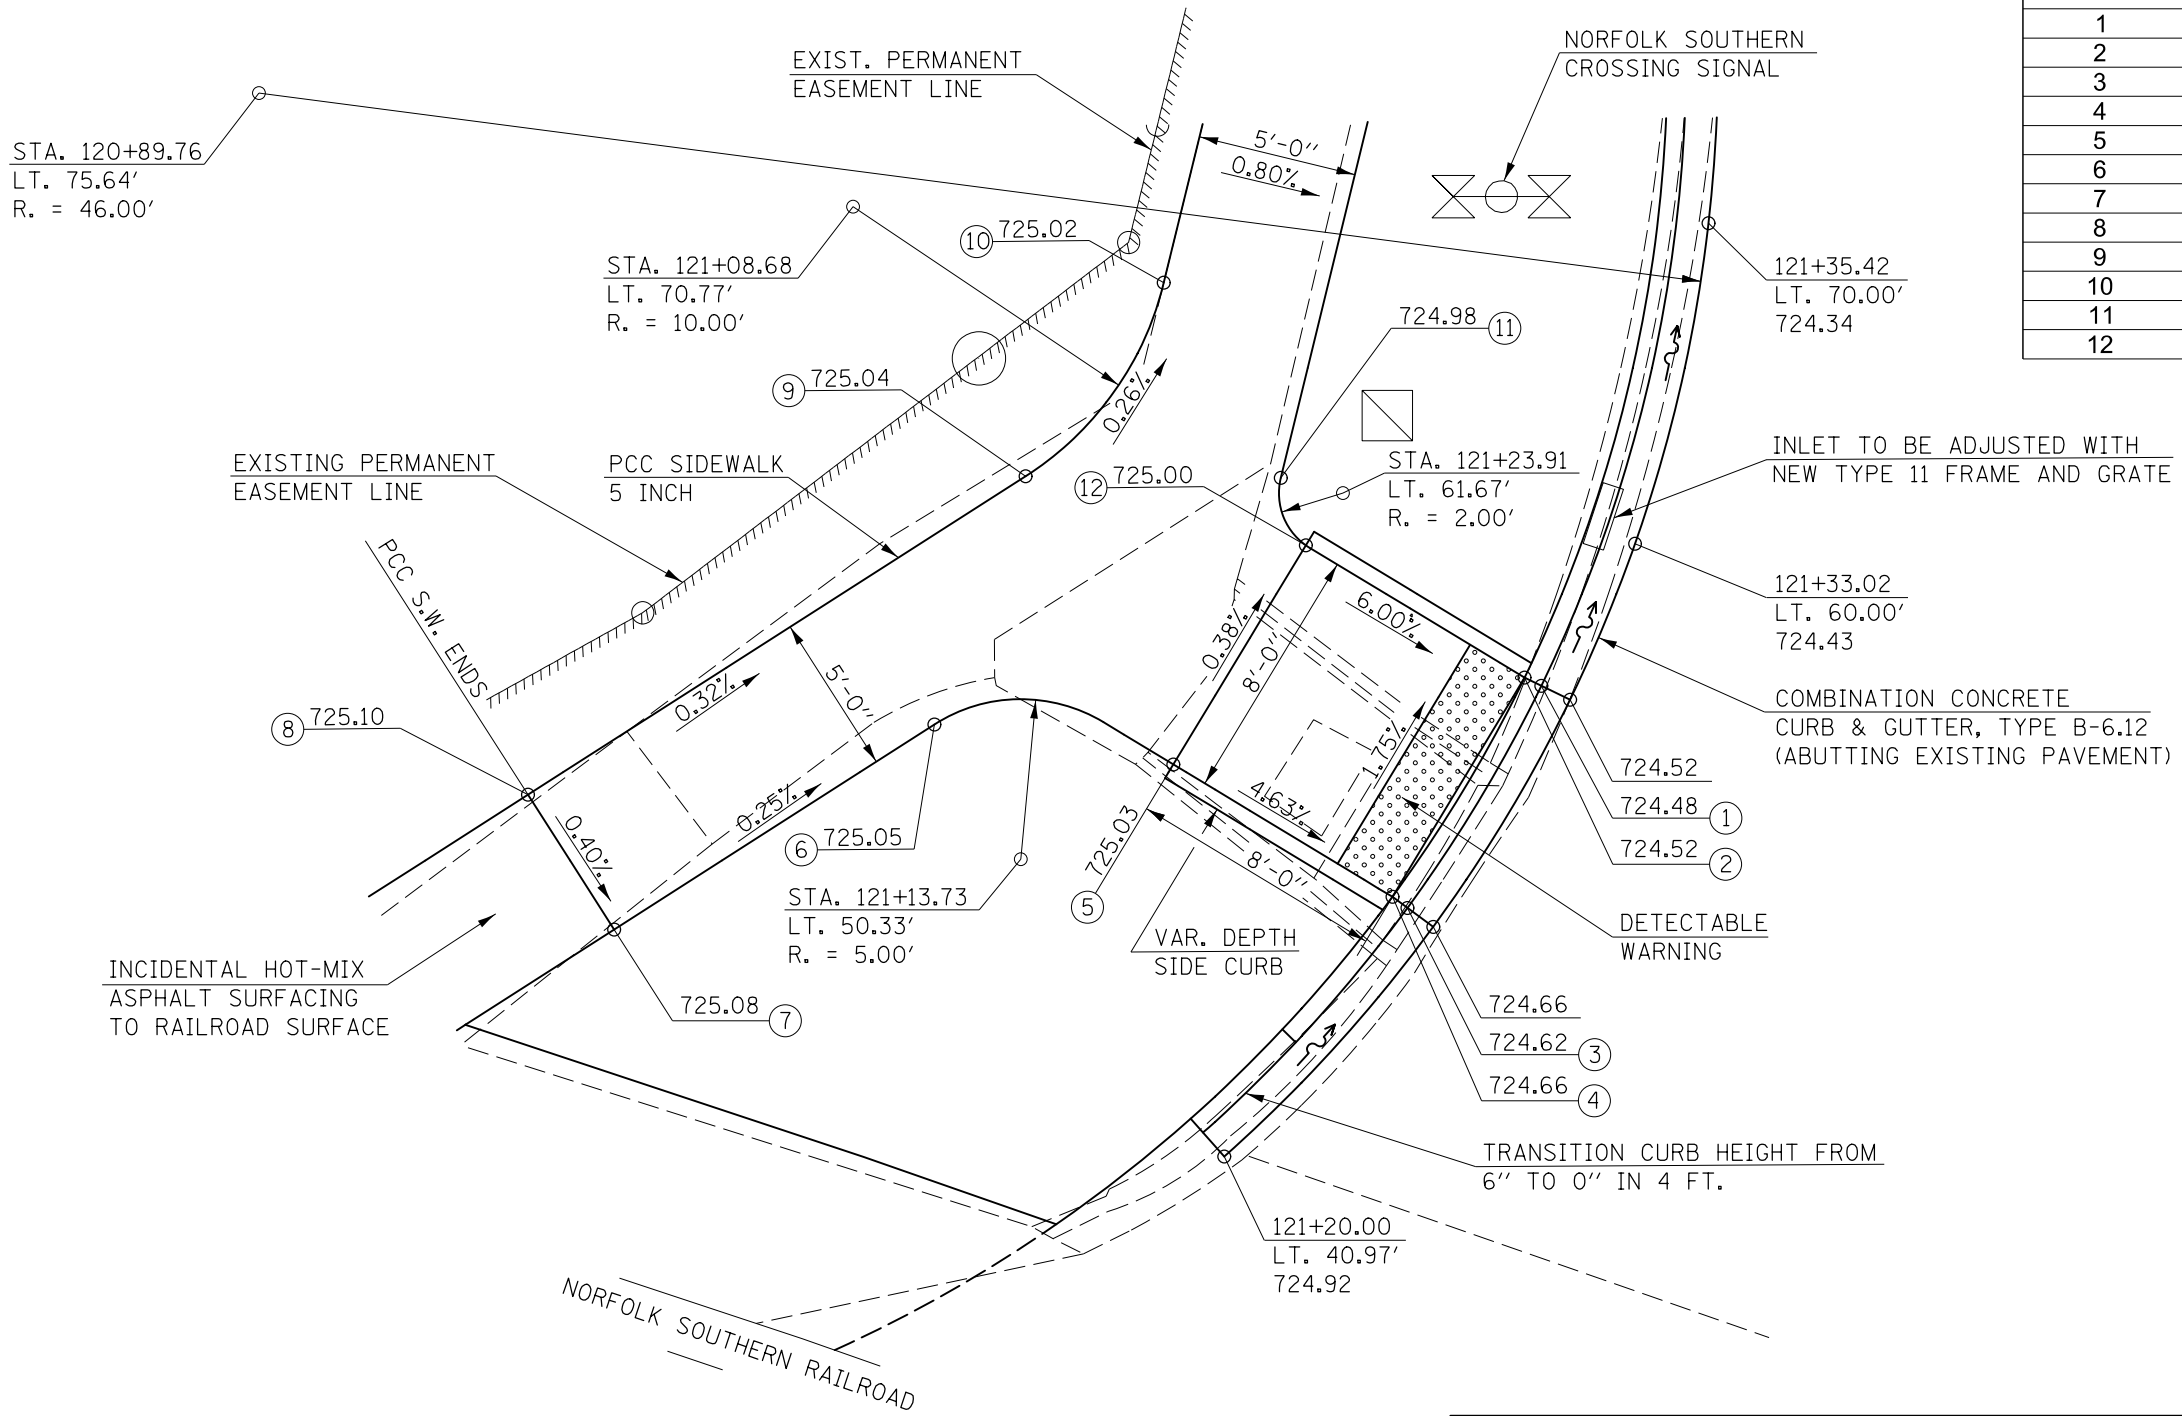 1
2
3
4
5
6
7
8
9
10
11
12
NORFOLK SOUTHERN
CROSSING SIGNAL
EXIST. PERMANENT
EASEMENT LINE
STA. 120+89.76
LT. 75.64'
R. = 46.00'
5'-0"
0.80%
10 725.02
STA. 121+08.68
LT. 70.77'
R. = 10.00'
121+35.42
LT. 70.00'
724.34
724.98 11
9 725.04
0.26%
EXISTING PERMANENT
EASEMENT LINE
PCC SIDEWALK
5 INCH
12 725.00
STA. 121+23.91
LT. 61.67'
R. = 2.00'
INLET TO BE ADJUSTED WITH
NEW TYPE 11 FRAME AND GRATE
PCC S.W. ENDS
121+33.02
LT. 60.00'
724.43
6.00%
0.38%
8'-0"
5'-0"
0.32%
8 725.10
COMBINATION CONCRETE
CURB & GUTTER, TYPE B-6.12
(ABUTTING EXISTING PAVEMENT)
1.75%
4.63%
724.52
724.48 1
724.52 2
0.25%
0.40%
6 725.05
725.03
5
8'-0"
STA. 121+13.73
LT. 50.33'
R. = 5.00'
VAR. DEPTH
SIDE CURB
DETECTABLE
WARNING
INCIDENTAL HOT-MIX
ASPHALT SURFACING
TO RAILROAD SURFACE
725.08 7
724.66
724.62 3
724.66 4
TRANSITION CURB HEIGHT FROM
6" TO 0" IN 4 FT.
121+20.00
LT. 40.97'
724.92
NORFOLK SOUTHERN RAILROAD